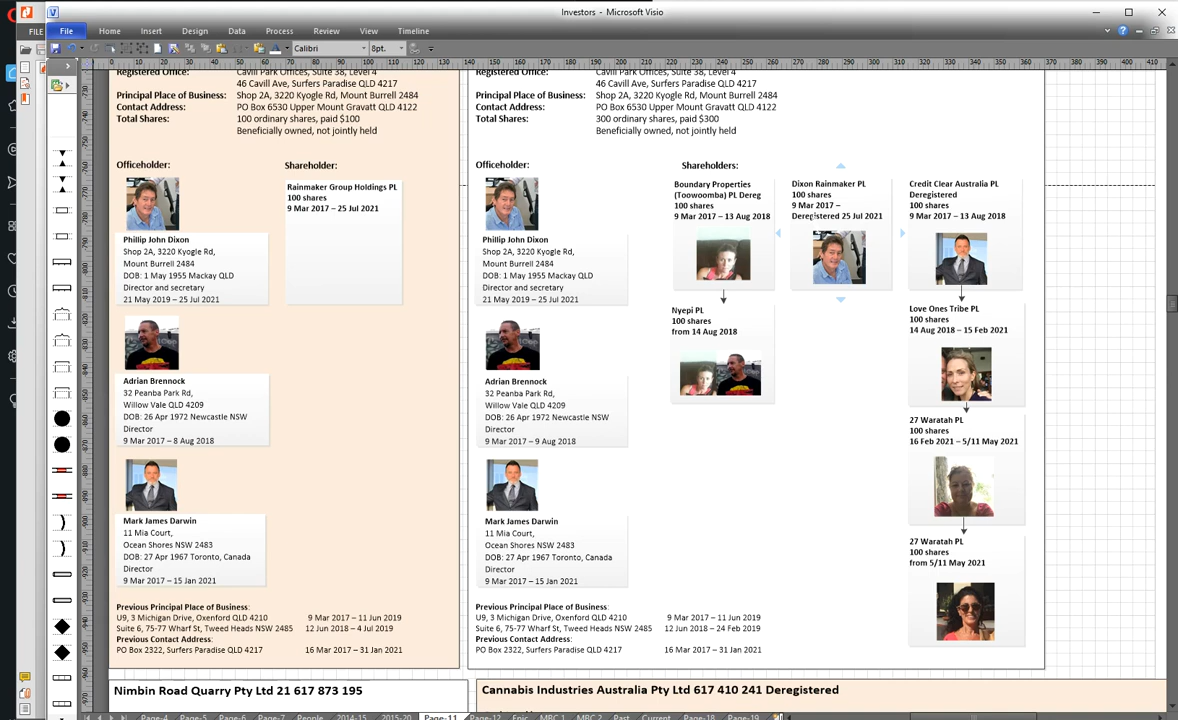 Investors - Microsoft Visio
FILE
File Home Insert Design Data Process Review View Timeline
Calibri 8pt.
Registered Office: Cavill Park Offices, Suite 38, Level 4
46 Cavill Ave, Surfers Paradise QLD 4217
Principal Place of Business: Shop 2A, 3220 Kyogle Rd, Mount Burrell 2484
Contact Address: PO Box 6530 Upper Mount Gravatt QLD 4122
Total Shares: 100 ordinary shares, paid $100
Beneficially owned, not jointly held
Officeholder: Shareholder:
Rainmaker Group Holdings PL
100 shares
9 Mar 2017 – 25 Jul 2021
Phillip John Dixon
Shop 2A, 3220 Kyogle Rd,
Mount Burrell 2484
DOB: 1 May 1955 Mackay QLD
Director and secretary
21 May 2019 – 25 Jul 2021
Adrian Brennock
32 Peanba Park Rd,
Willow Vale QLD 4209
DOB: 26 Apr 1972 Newcastle NSW
Director
9 Mar 2017 – 8 Aug 2018
Mark James Darwin
11 Mia Court,
Ocean Shores NSW 2483
DOB: 27 Apr 1967 Toronto, Canada
Director
9 Mar 2017 – 15 Jan 2021
Previous Principal Place of Business:
U9, 3 Michigan Drive, Oxenford QLD 4210 9 Mar 2017 – 11 Jun 2019
Suite 6, 75-77 Wharf St, Tweed Heads NSW 2485 12 Jun 2018 – 4 Jul 2019
Previous Contact Address:
PO Box 2322, Surfers Paradise QLD 4217 16 Mar 2017 – 31 Jan 2021
Registered Office: Cavill Park Offices, Suite 38, Level 4
46 Cavill Ave, Surfers Paradise QLD 4217
Principal Place of Business: Shop 2A, 3220 Kyogle Rd, Mount Burrell 2484
Contact Address: PO Box 6530 Upper Mount Gravatt QLD 4122
Total Shares: 300 ordinary shares, paid $300
Beneficially owned, not jointly held
Officeholder: Shareholders:
Phillip John Dixon
Shop 2A, 3220 Kyogle Rd,
Mount Burrell 2484
DOB: 1 May 1955 Mackay QLD
Director and secretary
21 May 2019 – 25 Jul 2021
Adrian Brennock
32 Peanba Park Rd,
Willow Vale QLD 4209
DOB: 26 Apr 1972 Newcastle NSW
Director
9 Mar 2017 – 9 Aug 2018
Mark James Darwin
11 Mia Court,
Ocean Shores NSW 2483
DOB: 27 Apr 1967 Toronto, Canada
Director
9 Mar 2017 – 15 Jan 2021
Boundary Properties
(Toowoomba) PL Dereg
100 shares
9 Mar 2017 – 13 Aug 2018
Nyepi PL
100 shares
from 14 Aug 2018
Dixon Rainmaker PL
100 shares
9 Mar 2017 –
Deregistered 25 Jul 2021
Credit Clear Australia PL
Deregistered
100 shares
9 Mar 2017 – 13 Aug 2018
Love Ones Tribe PL
100 shares
14 Aug 2018 – 15 Feb 2021
27 Waratah PL
100 shares
16 Feb 2021 – 5/11 May 2021
27 Waratah PL
100 shares
from 5/11 May 2021
Previous Principal Place of Business:
U9, 3 Michigan Drive, Oxenford QLD 4210 9 Mar 2017 – 11 Jun 2019
Suite 6, 75-77 Wharf St, Tweed Heads NSW 2485 12 Jun 2018 – 24 Feb 2019
Previous Contact Address:
PO Box 2322, Surfers Paradise QLD 4217 16 Mar 2017 – 31 Jan 2021
Nimbin Road Quarry Pty Ltd 21 617 873 195
Cannabis Industries Australia Pty Ltd 617 410 241 Deregistered
Page-4 Page-5 Page-6 Page-7 People 2014-15 2015-20 Page-11 Page-12 Epic MBC 1 MBC 2 Past Current Page-18 Page-19